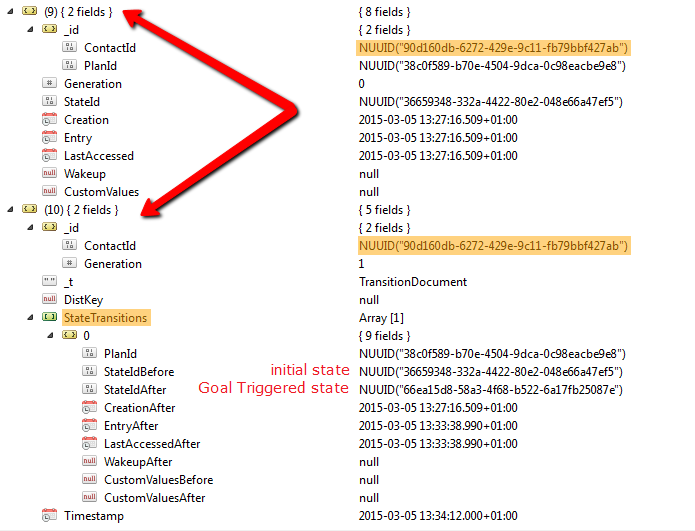 (9) { 2 fields } { 8 fields }
_id { 2 fields }
ContactId NUUID("90d160db-6272-429e-9c11-fb79bbf427ab")
PlanId NUUID("38c0f589-b70e-4504-9dca-0c98eacbe9e8")
Generation 0
StateId NUUID("36659348-332a-4422-80e2-048e66a47ef5")
Creation 2015-03-05 13:27:16.509+01:00
Entry 2015-03-05 13:27:16.509+01:00
LastAccessed 2015-03-05 13:27:16.509+01:00
Wakeup null
CustomValues null
(10) { 2 fields } { 5 fields }
_id { 2 fields }
ContactId NUUID("90d160db-6272-429e-9c11-fb79bbf427ab")
Generation 1
_t TransitionDocument
DistKey null
StateTransitions Array [1]
0 { 9 fields }
PlanId NUUID("38c0f589-b70e-4504-9dca-0c98eacbe9e8")
StateIdBefore initial state NUUID("36659348-332a-4422-80e2-048e66a47ef5")
StateIdAfter Goal Triggered state NUUID("66ea15d8-58a3-4f68-b522-6a17fb25087e")
CreationAfter 2015-03-05 13:27:16.509+01:00
EntryAfter 2015-03-05 13:33:38.990+01:00
LastAccessedAfter 2015-03-05 13:33:38.990+01:00
WakeupAfter null
CustomValuesBefore null
CustomValuesAfter null
Timestamp 2015-03-05 13:34:12.000+01:00